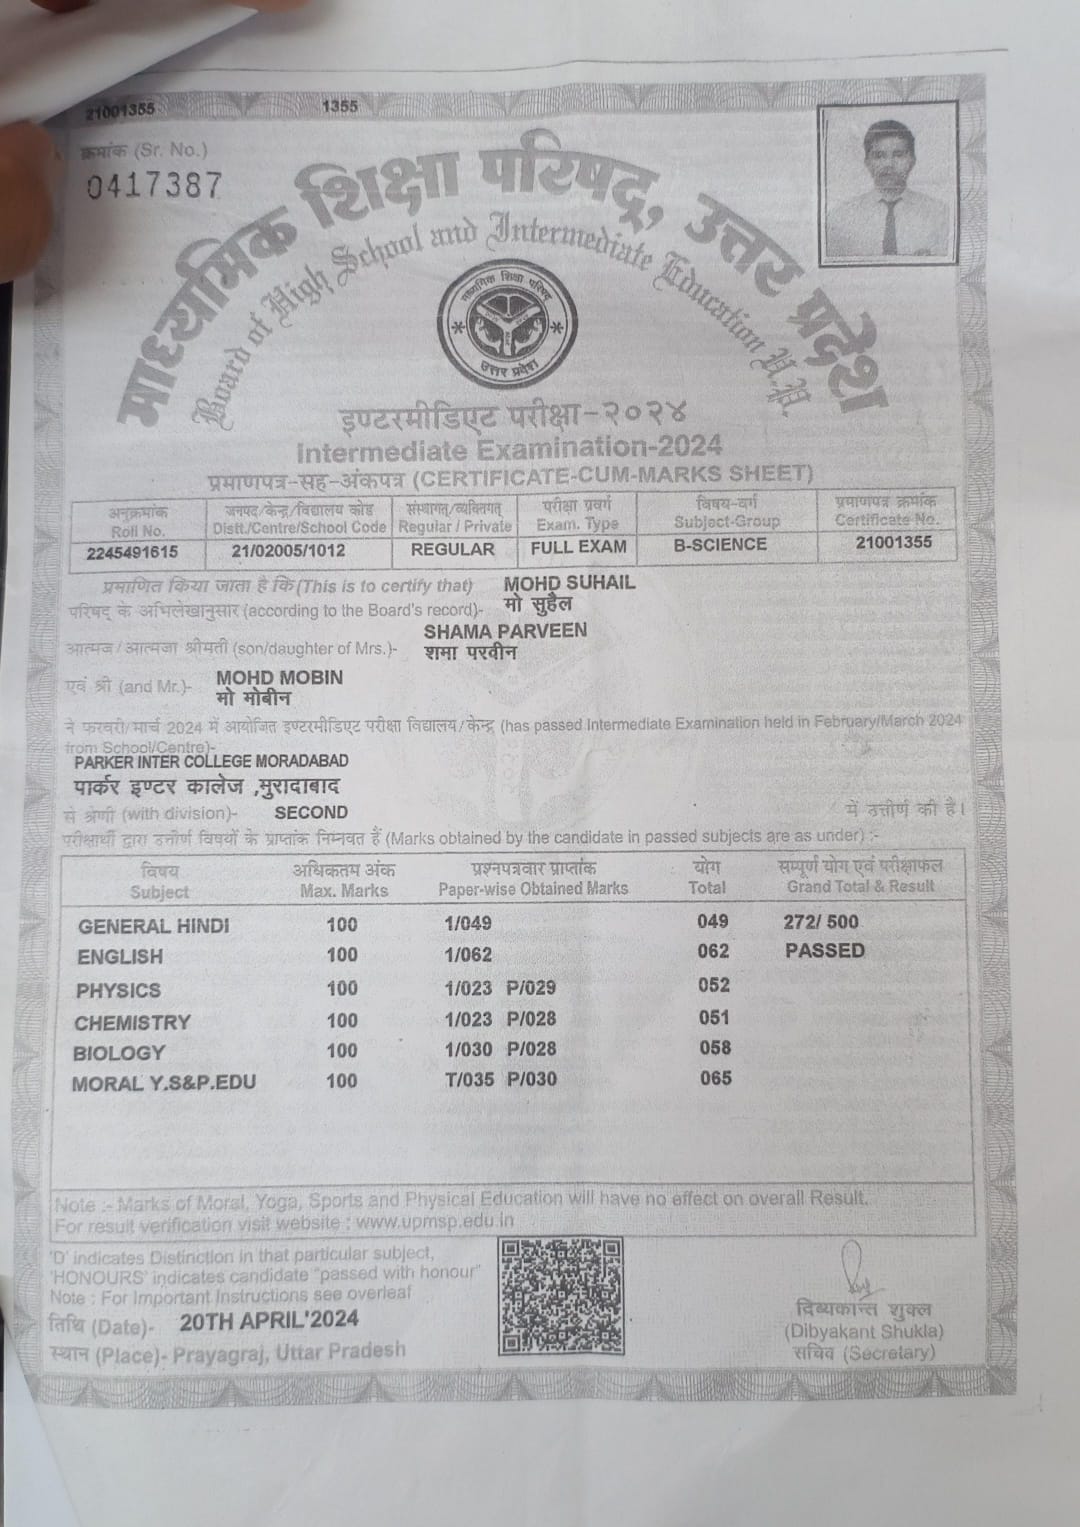 21001355 1355
क्रमांक (Sr. No.)
0417387
माध्यमिक शिक्षा परिषद्, उत्तर प्रदेश
Board of High School and Intermediate Education U.P.
माध्यमिक शिक्षा परिषद
उत्तर प्रदेश
इण्टरमीडिएट परीक्षा-२०२४
Intermediate Examination-2024
प्रमाणपत्र-सह-अंकपत्र (CERTIFICATE-CUM-MARKS SHEET)
अनुक्रमांक जनपद/केन्द्र/विद्यालय कोड संस्थागत/व्यक्तिगत् परीक्षा प्रवर्ग विषय-वर्ग प्रमाणपत्र क्रमांक
Roll No. Distt./Centre/School Code Regular / Private Exam. Type Subject-Group Certificate No.
2245491615 21/02005/1012 REGULAR FULL EXAM B-SCIENCE 21001355
प्रमाणित किया जाता है कि (This is to certify that) MOHD SUHAIL
परिषद् के अभिलेखानुसार (according to the Board's record)- मो सुहैल
SHAMA PARVEEN
आत्मज/आत्मजा श्रीमती (son/daughter of Mrs.)- शमा परवीन
MOHD MOBIN
एवं श्री (and Mr.)- मो मोबीन
ने फरवरी/मार्च 2024 में आयोजित इण्टरमीडिएट परीक्षा विद्यालय/केन्द्र (has passed Intermediate Examination held in February/March 2024
from School/Centre)-
PARKER INTER COLLEGE MORADABAD
पार्कर इण्टर कालेज ,मुरादाबाद
से श्रेणी (with division)- SECOND में उत्तीर्ण की है।
परीक्षार्थी द्वारा उत्तीर्ण विषयों के प्राप्तांक निम्नवत हैं (Marks obtained by the candidate in passed subjects are as under) :-
विषय अधिकतम अंक प्रश्नपत्रवार प्राप्तांक योग सम्पूर्ण योग एवं परीक्षाफल
Subject Max. Marks Paper-wise Obtained Marks Total Grand Total & Result
GENERAL HINDI 100 1/049 049 272/ 500
ENGLISH 100 1/062 062 PASSED
PHYSICS 100 1/023 P/029 052
CHEMISTRY 100 1/023 P/028 051
BIOLOGY 100 1/030 P/028 058
MORAL Y.S&P.EDU 100 T/035 P/030 065
Note :- Marks of Moral, Yoga, Sports and Physical Education will have no effect on overall Result.
For result verification visit website : www.upmsp.edu.in
'D' indicates Distinction in that particular subject,
'HONOURS' indicates candidate "passed with honour"
Note : For Important Instructions see overleaf
तिथि (Date)- 20TH APRIL'2024
स्थान (Place)- Prayagraj, Uttar Pradesh
दिब्यकान्त शुक्ल
(Dibyakant Shukla)
सचिव (Secretary)